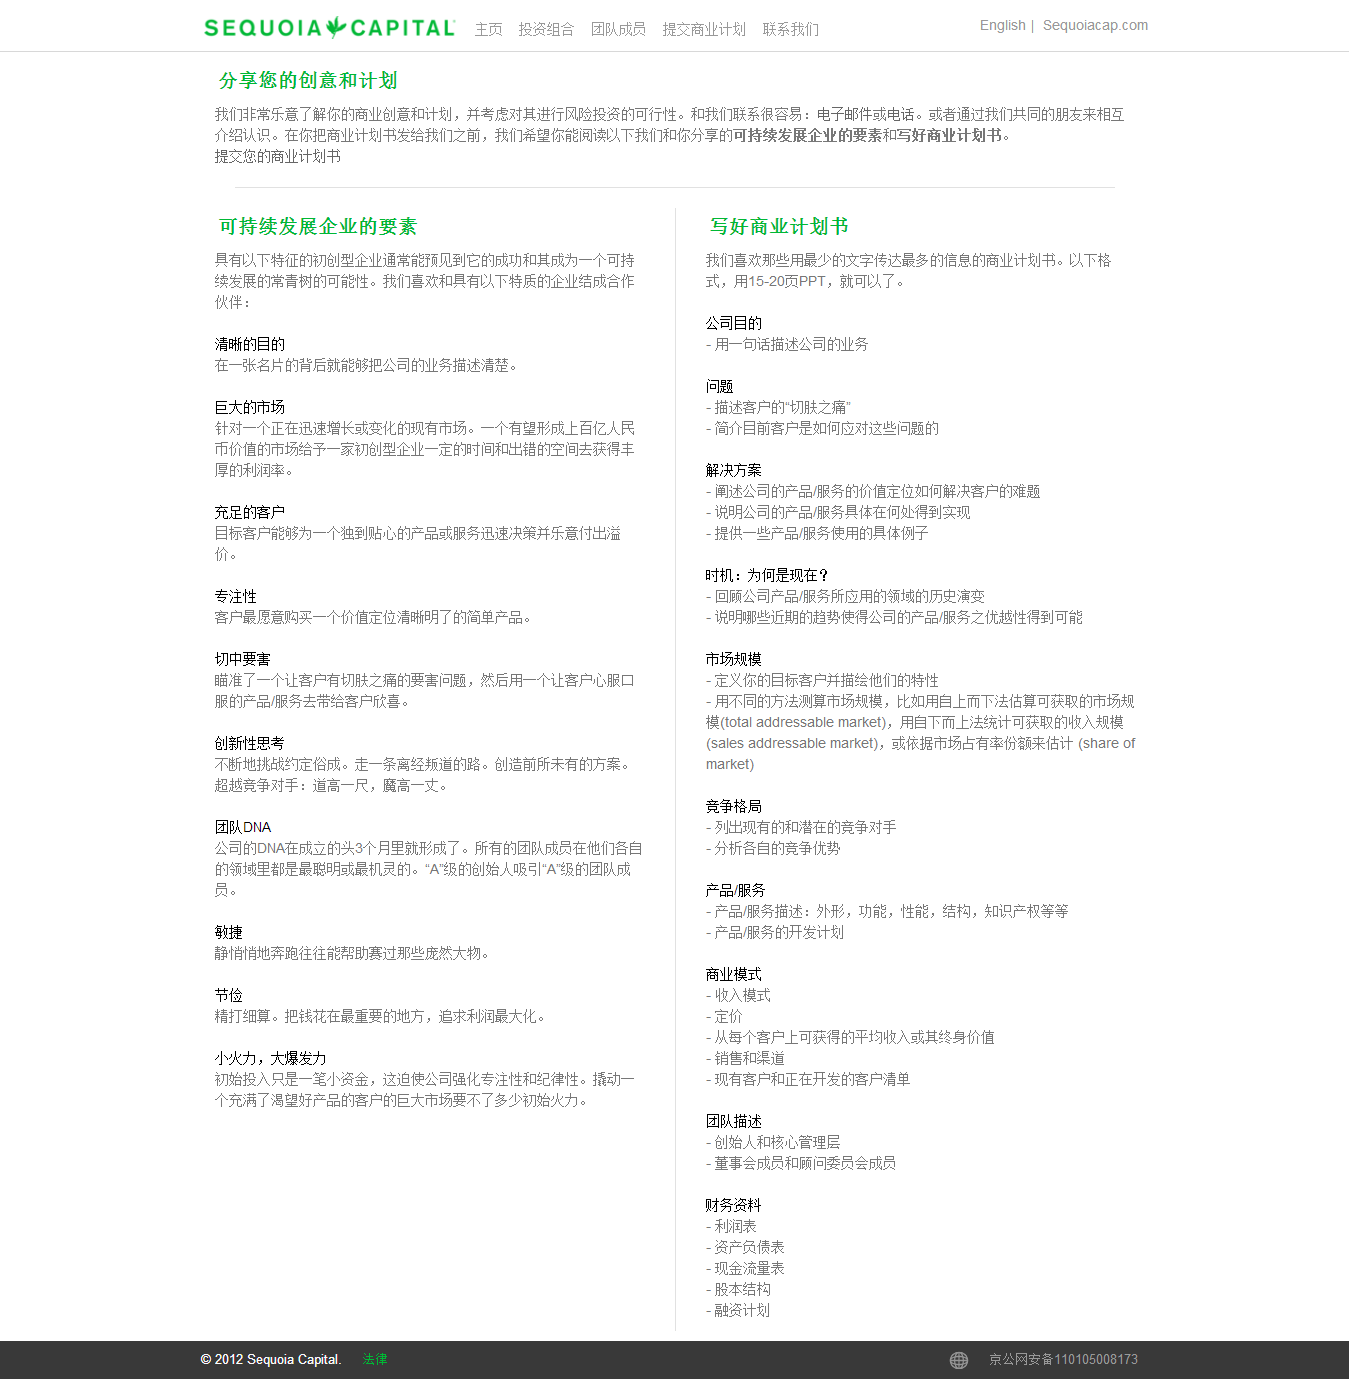 SEQUOIA CAPITAL 主页 投资组合 团队成员 提交商业计划 联系我们 English | Sequoiacap.com
分享您的创意和计划
我们非常乐意了解你的商业创意和计划，并考虑对其进行风险投资的可行性。和我们联系很容易：电子邮件或电话。或者通过我们共同的朋友来相互
介绍认识。在你把商业计划书发给我们之前，我们希望你能阅读以下我们和你分享的可持续发展企业的要素和写好商业计划书。
提交您的商业计划书
可持续发展企业的要素
具有以下特征的初创型企业通常能预见到它的成功和其成为一个可持
续发展的常青树的可能性。我们喜欢和具有以下特质的企业结成合作
伙伴：
清晰的目的
在一张名片的背后就能够把公司的业务描述清楚。
巨大的市场
针对一个正在迅速增长或变化的现有市场。一个有望形成上百亿人民
币价值的市场给予一家初创型企业一定的时间和出错的空间去获得丰
厚的利润率。
充足的客户
目标客户能够为一个独到贴心的产品或服务迅速决策并乐意付出溢
价。
专注性
客户最愿意购买一个价值定位清晰明了的简单产品。
切中要害
瞄准了一个让客户有切肤之痛的要害问题，然后用一个让客户心服口
服的产品/服务去带给客户欣喜。
创新性思考
不断地挑战约定俗成。走一条离经叛道的路。创造前所未有的方案。
超越竞争对手：道高一尺，魔高一丈。
团队DNA
公司的DNA在成立的头3个月里就形成了。所有的团队成员在他们各自
的领域里都是最聪明或最机灵的。“A”级的创始人吸引“A”级的团队成
员。
敏捷
静悄悄地奔跑往往能帮助赛过那些庞然大物。
节俭
精打细算。把钱花在最重要的地方，追求利润最大化。
小火力，大爆发力
初始投入只是一笔小资金，这迫使公司强化专注性和纪律性。撬动一
个充满了渴望好产品的客户的巨大市场要不了多少初始火力。
写好商业计划书
我们喜欢那些用最少的文字传达最多的信息的商业计划书。以下格
式，用15-20页PPT，就可以了。
公司目的
- 用一句话描述公司的业务
问题
- 描述客户的“切肤之痛”
- 简介目前客户是如何应对这些问题的
解决方案
- 阐述公司的产品/服务的价值定位如何解决客户的难题
- 说明公司的产品/服务具体在何处得到实现
- 提供一些产品/服务使用的具体例子
时机：为何是现在？
- 回顾公司产品/服务所应用的领域的历史演变
- 说明哪些近期的趋势使得公司的产品/服务之优越性得到可能
市场规模
- 定义你的目标客户并描绘他们的特性
- 用不同的方法测算市场规模，比如用自上而下法估算可获取的市场规
模(total addressable market)，用自下而上法统计可获取的收入规模
(sales addressable market)，或依据市场占有率份额来估计 (share of
market)
竞争格局
- 列出现有的和潜在的竞争对手
- 分析各自的竞争优势
产品/服务
- 产品/服务描述：外形，功能，性能，结构，知识产权等等
- 产品/服务的开发计划
商业模式
- 收入模式
- 定价
- 从每个客户上可获得的平均收入或其终身价值
- 销售和渠道
- 现有客户和正在开发的客户清单
团队描述
- 创始人和核心管理层
- 董事会成员和顾问委员会成员
财务资料
- 利润表
- 资产负债表
- 现金流量表
- 股本结构
- 融资计划
© 2012 Sequoia Capital. 法律 京公网安备110105008173